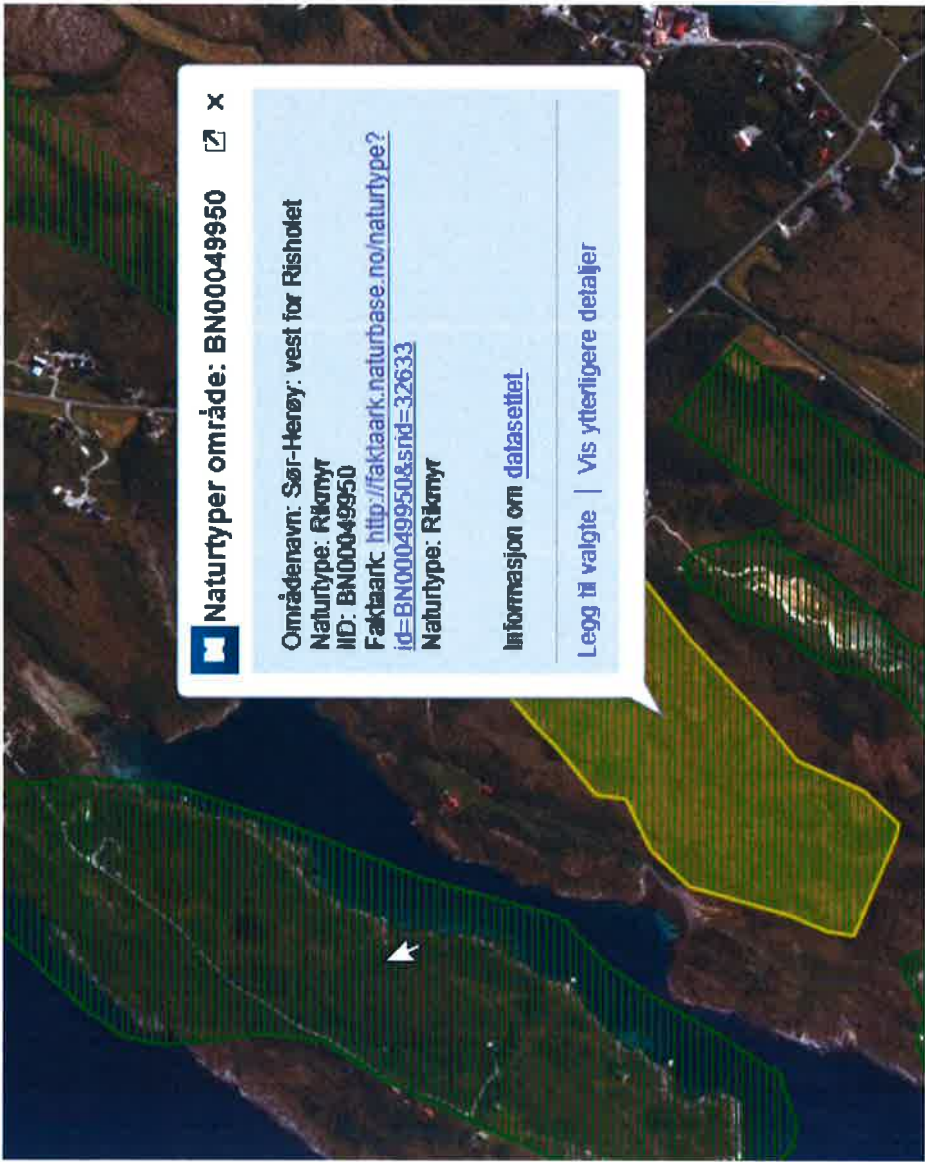 Naturtyper område: BN00049950
Områdenavn: Sør-Herøy: vest for Risholet
Naturtype: Rikmyr
IID: BN00049950
Faktaark: http://faktaark.naturbase.no/naturtype?
id=BN00049950&srid=32633
Naturtype: Rikmyr
Informasjon om datasettet.
Legg til valgte | Vis ytterligere detaljer